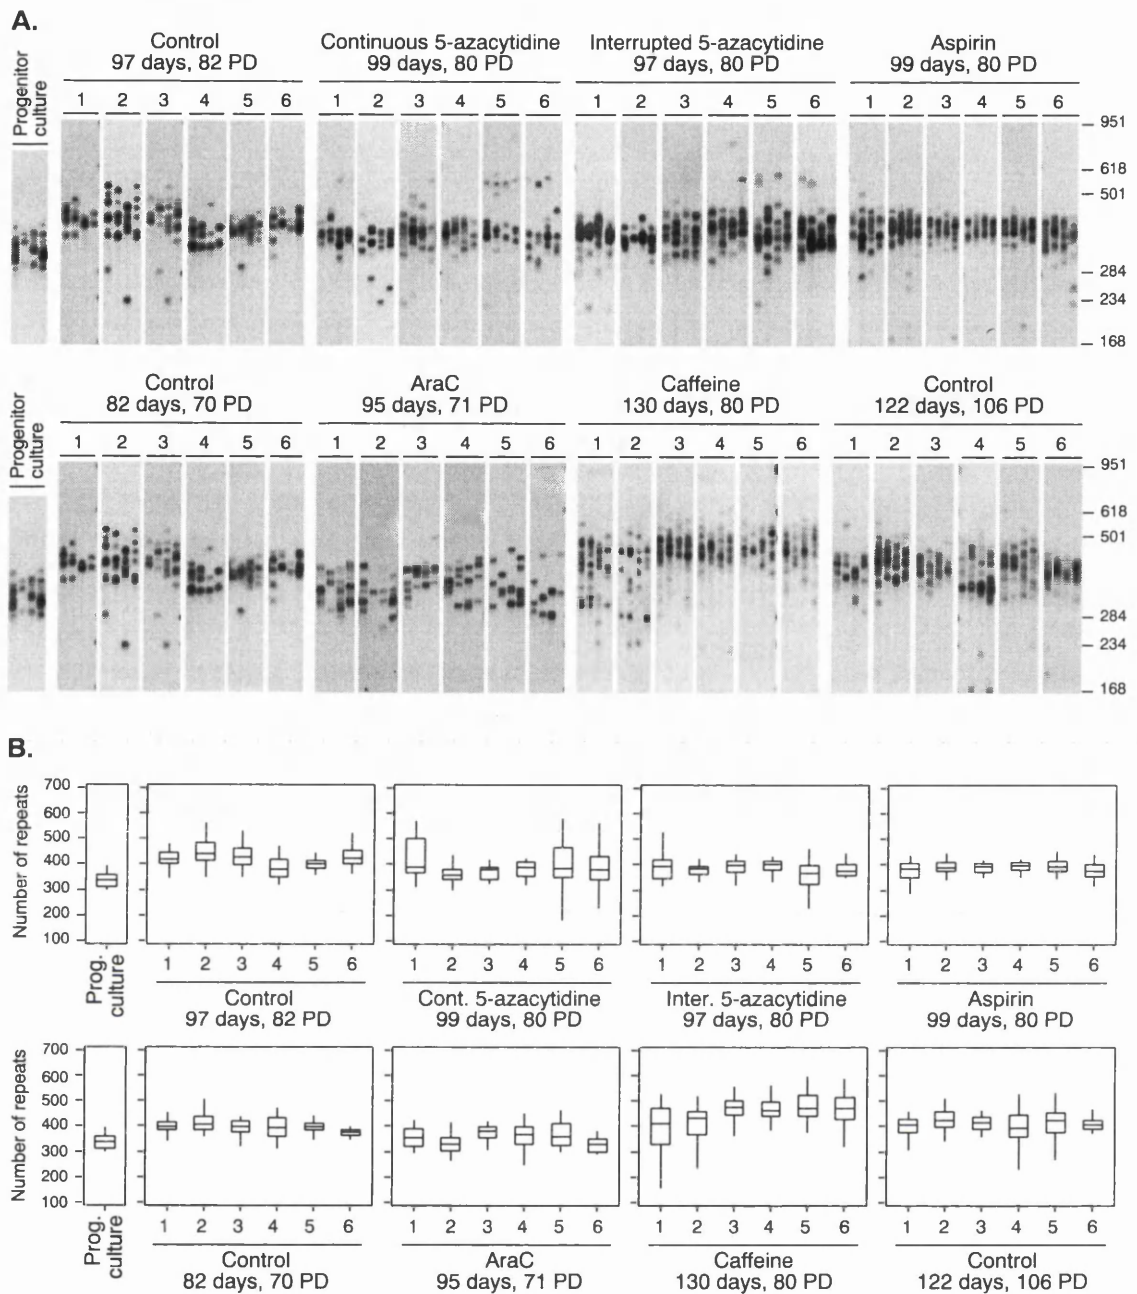 A.
Progenitor culture
Control
97 days, 82 PD
Continuous 5-azacytidine
99 days, 80 PD
Interrupted 5-azacytidine
97 days, 80 PD
Aspirin
99 days, 80 PD
1 2 3 4 5 6 1 2 3 4 5 6 1 2 3 4 5 6 1 2 3 4 5 6
951
618
501
284
234
168
Progenitor culture
Control
82 days, 70 PD
AraC
95 days, 71 PD
Caffeine
130 days, 80 PD
Control
122 days, 106 PD
1 2 3 4 5 6 1 2 3 4 5 6 1 2 3 4 5 6 1 2 3 4 5 6
951
618
501
284
234
168
B.
Number of repeats
700
600
500
400
300
200
100
Prog. culture
1 2 3 4 5 6 1 2 3 4 5 6 1 2 3 4 5 6 1 2 3 4 5 6
Control
97 days, 82 PD
Cont. 5-azacytidine
99 days, 80 PD
Inter. 5-azacytidine
97 days, 80 PD
Aspirin
99 days, 80 PD
Number of repeats
700
600
500
400
300
200
100
Prog. culture
1 2 3 4 5 6 1 2 3 4 5 6 1 2 3 4 5 6 1 2 3 4 5 6
Control
82 days, 70 PD
AraC
95 days, 71 PD
Caffeine
130 days, 80 PD
Control
122 days, 106 PD